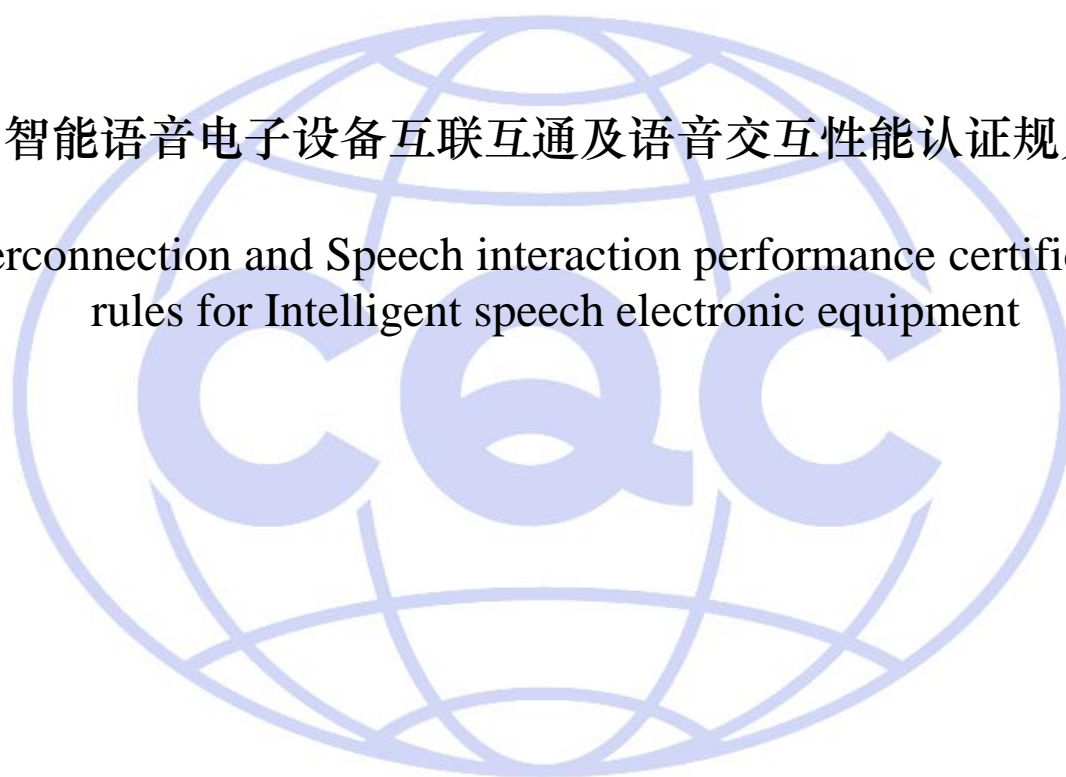 智能语音电子设备互联互通及语音交互性能认证规
erconnection and Speech interaction performance certific
rules for Intelligent speech electronic equipment
CQC